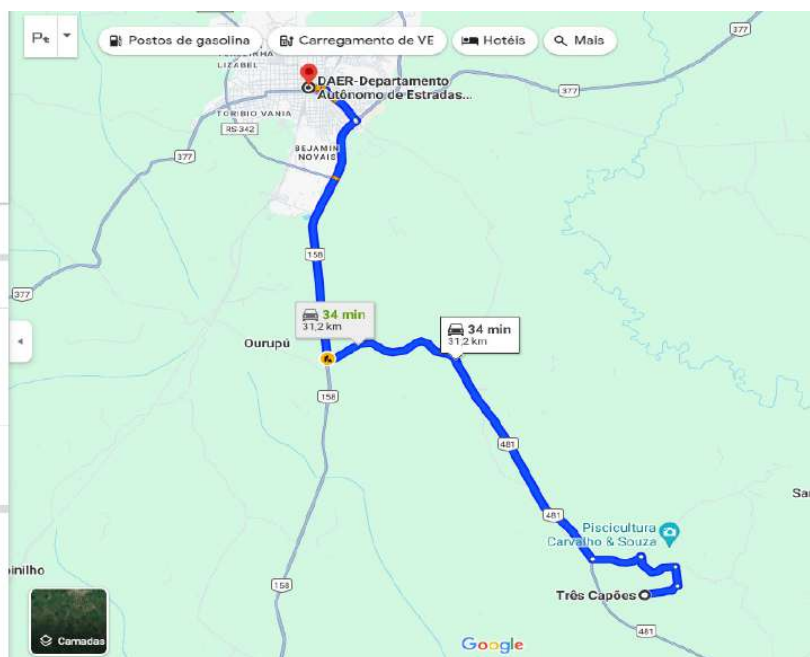 Postos de gasolina
Carregamento de VE
Hotéis
Mais
LIZABEL
DAER-Departamento
Autônomo de Estradas...
TORIBIO VANIA
RS-342
377
377
BEJAMIN
NOVAIS
158
377
34 min
31,2 km
34 min
31,2 km
Ourupú
158
481
481
Piscicultura
Carvalho & Souza
Sa
oinilho
158
Três Capões
481
Camadas
Google